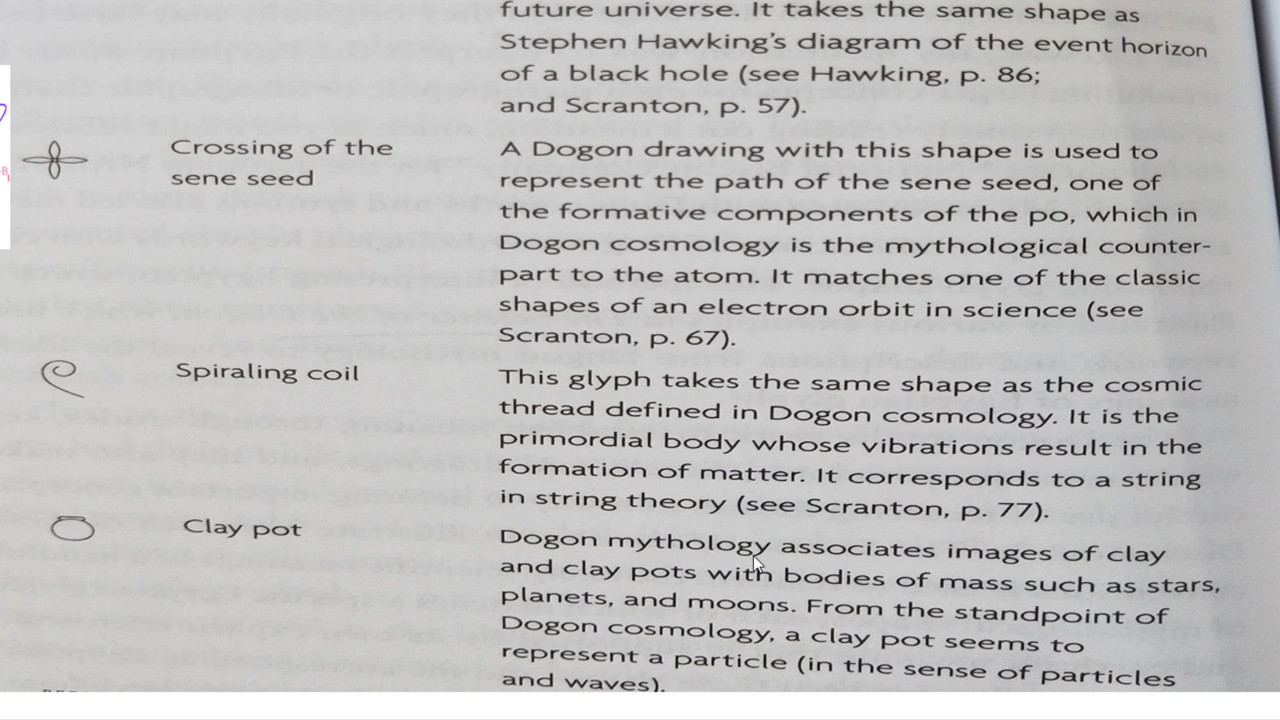 future universe. It takes the same shape as
Stephen Hawking's diagram of the event horizon
of a black hole (see Hawking, p. 86;
and Scranton, p. 57).
Crossing of the
sene seed
A Dogon drawing with this shape is used to
represent the path of the sene seed, one of
the formative components of the po, which in
Dogon cosmology is the mythological counter-
part to the atom. It matches one of the classic
shapes of an electron orbit in science (see
Scranton, p. 67).
Spiraling coil
This glyph takes the same shape as the cosmic
thread defined in Dogon cosmology. It is the
primordial body whose vibrations result in the
formation of matter. It corresponds to a string
in string theory (see Scranton, p. 77).
Clay pot
Dogon mythology associates images of clay
and clay pots with bodies of mass such as stars,
planets, and moons. From the standpoint of
Dogon cosmology, a clay pot seems to
represent a particle (in the sense of particles
and waves).